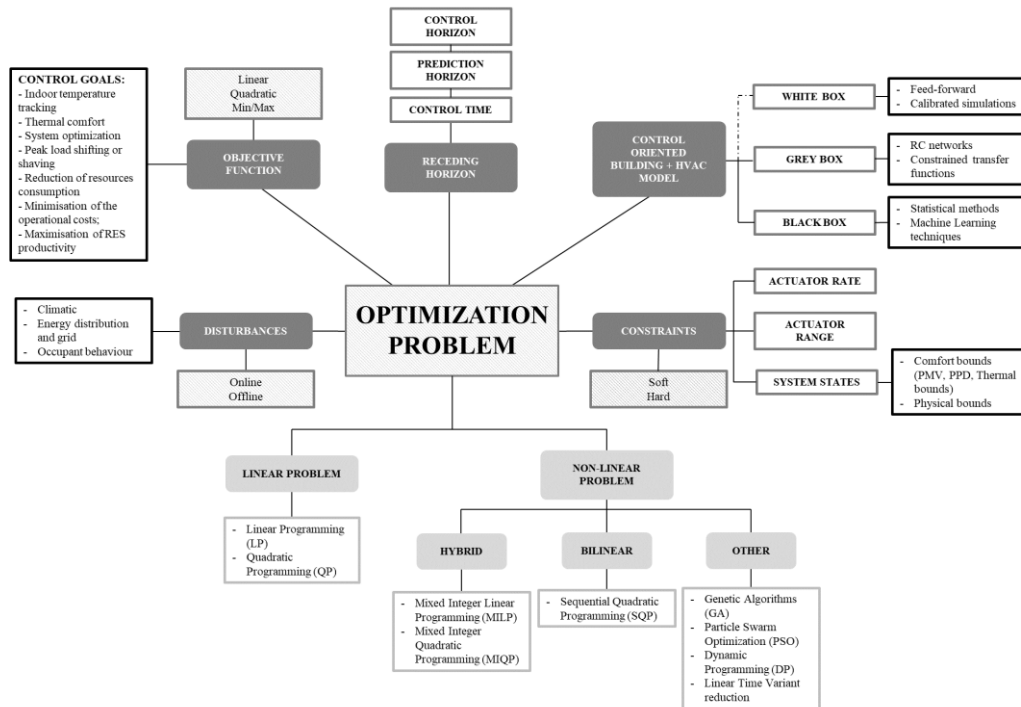 CONTROL
HORIZON
PREDICTION
HORIZON
CONTROL TIME
RECEDING
HORIZON
CONTROL GOALS:
- Indoor temperature
tracking
- Thermal comfort
- System optimization
- Peak load shifting or
shaving
- Reduction of resources
consumption
- Minimisation of the
operational costs;
- Maximisation of RES
productivity
Linear
Quadratic
Min/Max
OBJECTIVE
FUNCTION
CONTROL
ORIENTED
BUILDING + HVAC
MODEL
WHITE BOX
- Feed-forward
- Calibrated simulations
GREY BOX
- RC networks
- Constrained transfer
functions
BLACK BOX
- Statistical methods
- Machine Learning
techniques
- Climatic
- Energy distribution
and grid
- Occupant behaviour
DISTURBANCES
Online
Offline
OPTIMIZATION
PROBLEM
CONSTRAINTS
Soft
Hard
ACTUATOR RATE
ACTUATOR
RANGE
SYSTEM STATES
- Comfort bounds
(PMV, PPD, Thermal
bounds)
- Physical bounds
LINEAR PROBLEM
- Linear Programming
(LP)
- Quadratic
Programming (QP)
NON-LINEAR
PROBLEM
HYBRID
- Mixed Integer Linear
Programming (MILP)
- Mixed Integer
Quadratic
Programming (MIQP)
BILINEAR
- Sequential Quadratic
Programming (SQP)
OTHER
- Genetic Algorithms
(GA)
- Particle Swarm
Optimization (PSO)
- Dynamic
Programming (DP)
- Linear Time Variant
reduction